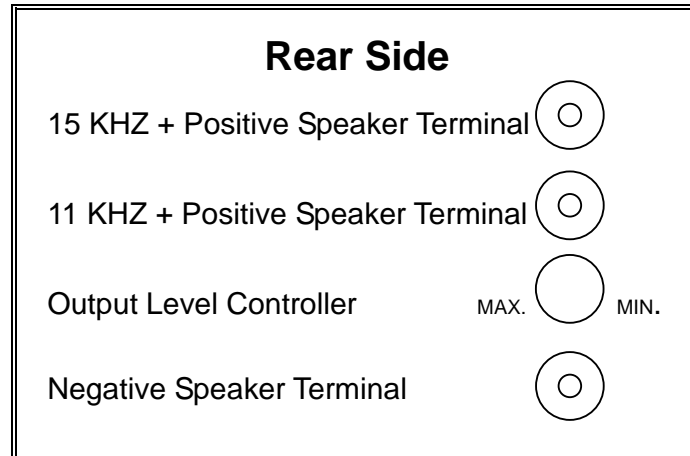 Rear Side
15 KHZ + Positive Speaker Terminal
11 KHZ + Positive Speaker Terminal
Output Level Controller MAX. MIN.
Negative Speaker Terminal